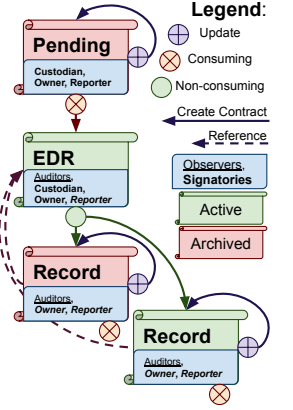 Legend:
Pending
Update
Custodian,
Owner, Reporter
Consuming
Non-consuming
Create Contract
Reference
EDR
Auditors,
Custodian,
Owner, Reporter
Observers,
Signatories
Active
Archived
Record
Auditors,
Owner, Reporter
Record
Auditors,
Owner, Reporter